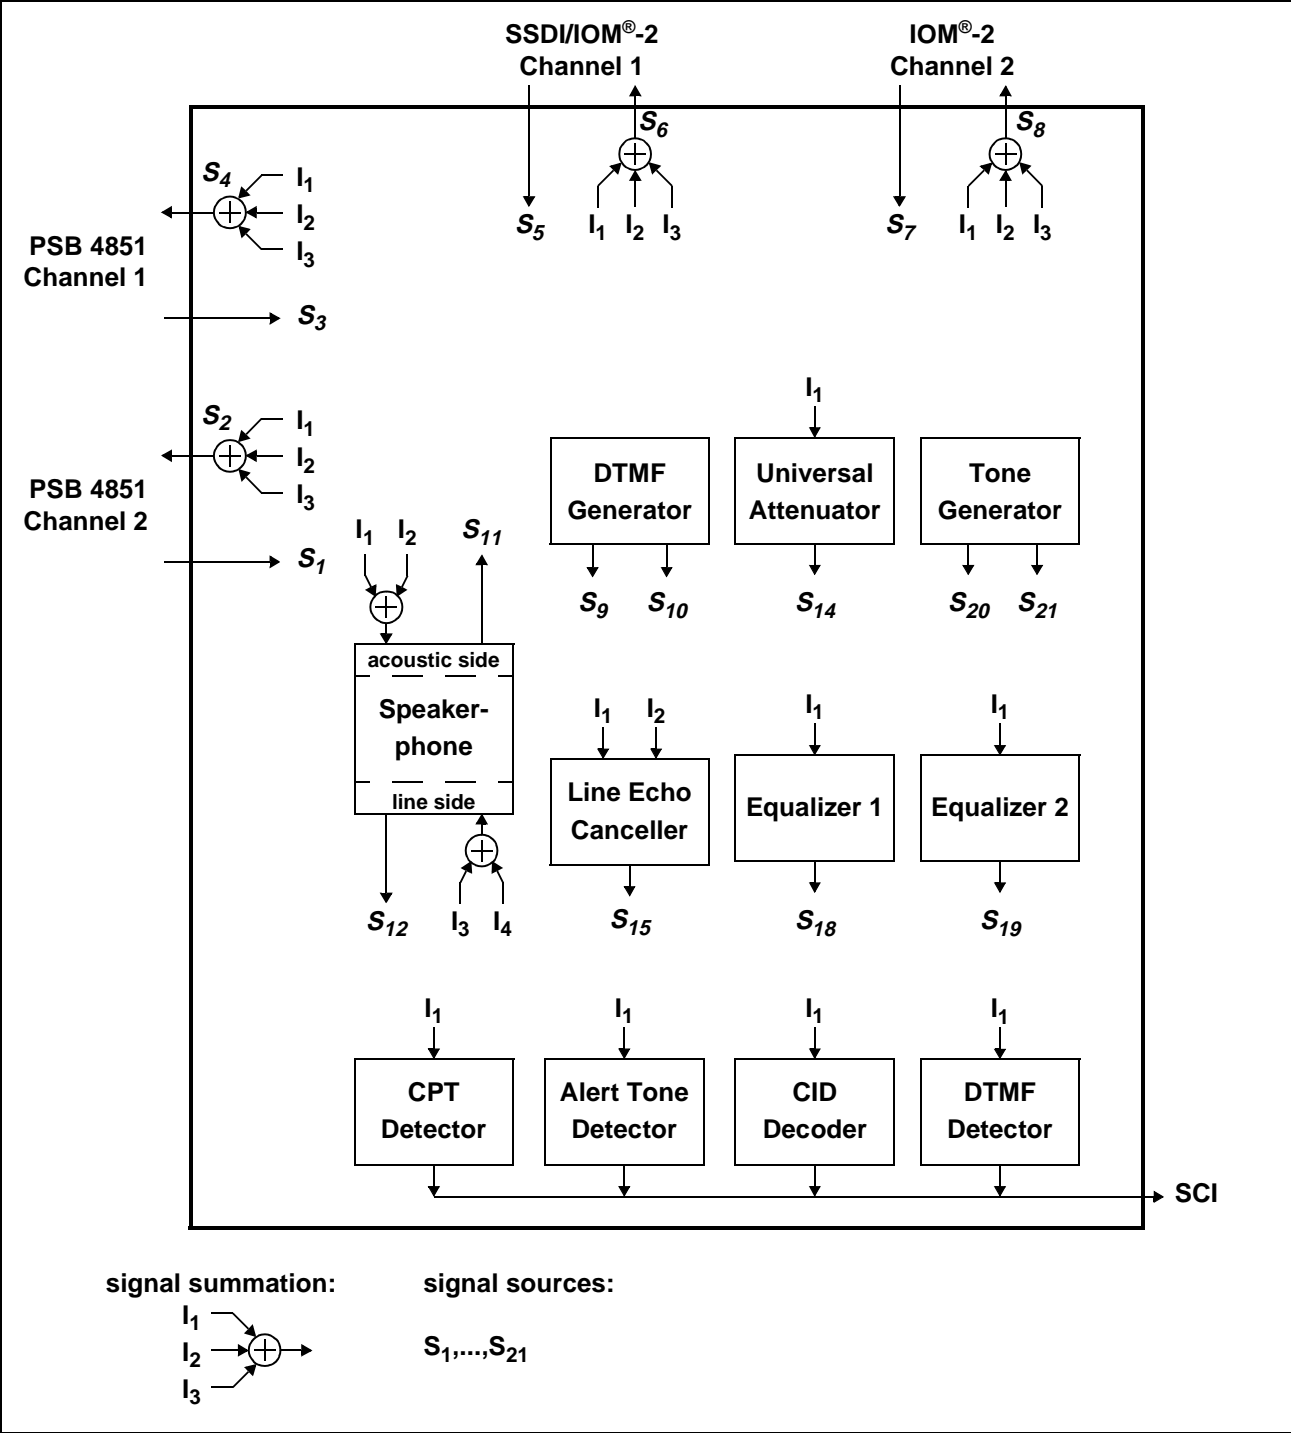 SSDI/IOM®-2
Channel 1
IOM®-2
Channel 2
S6
S8
S4
I1
I2
I3
PSB 4851
Channel 1
S5
I1 I2 I3
S7
I1 I2 I3
S3
S2
I1
I2
I3
PSB 4851
Channel 2
S1
I1 I2
S11
acoustic side
Speaker-
phone
line side
S12
I3 I4
DTMF
Generator
S9 S10
I1
Universal
Attenuator
S14
Tone
Generator
S20 S21
I1 I2
Line Echo
Canceller
S15
I1
Equalizer 1
S18
I1
Equalizer 2
S19
I1
CPT
Detector
I1
Alert Tone
Detector
I1
CID
Decoder
I1
DTMF
Detector
SCI
signal summation:
I1
I2
I3
signal sources:
S1,...,S21